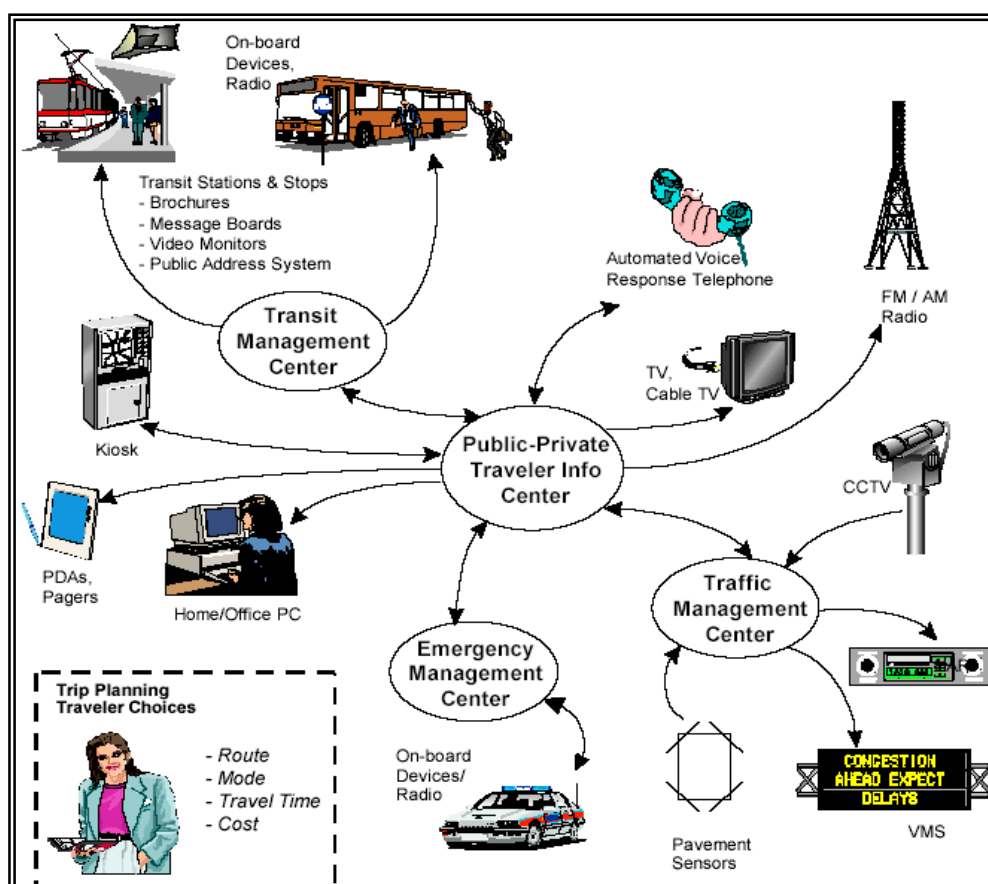 On-board
Devices,
Radio
Transit Stations & Stops
- Brochures
- Message Boards
- Video Monitors
- Public Address System
Automated Voice
Response Telephone
FM / AM
Radio
Transit
Management
Center
TV,
Cable TV
Kiosk
Public-Private
Traveler Info
Center
CCTV
PDAs,
Pagers
Home/Office PC
Traffic
Management
Center
Emergency
Management
Center
Trip Planning
Traveler Choices
- Route
- Mode
- Travel Time
- Cost
On-board
Devices/
Radio
Pavement
Sensors
CONGESTION
AHEAD EXPECT
DELAYS
VMS